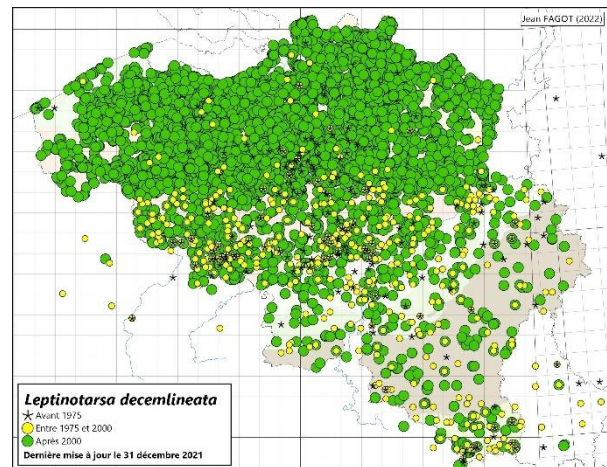 Jean FAGOT (2022)
Leptinotarsa decemlineata
Avant 1975
Entre 1975 et 2000
Après 2000
Dernière mise à jour le 31 décembre 2021